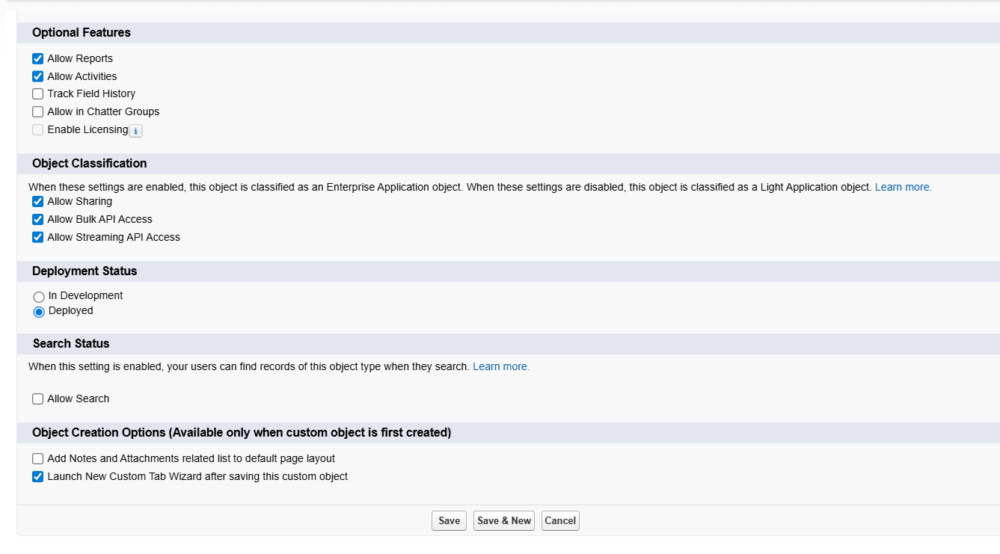 Optional Features
Allow Reports
Allow Activities
Track Field History
Allow in Chatter Groups
Enable Licensing i
Object Classification
When these settings are enabled, this object is classified as an Enterprise Application object. When these settings are disabled, this object is classified as a Light Application object. Learn more.
Allow Sharing
Allow Bulk API Access
Allow Streaming API Access
Deployment Status
In Development
Deployed
Search Status
When this setting is enabled, your users can find records of this object type when they search. Learn more.
Allow Search
Object Creation Options (Available only when custom object is first created)
Add Notes and Attachments related list to default page layout
Launch New Custom Tab Wizard after saving this custom object
Save Save & New Cancel